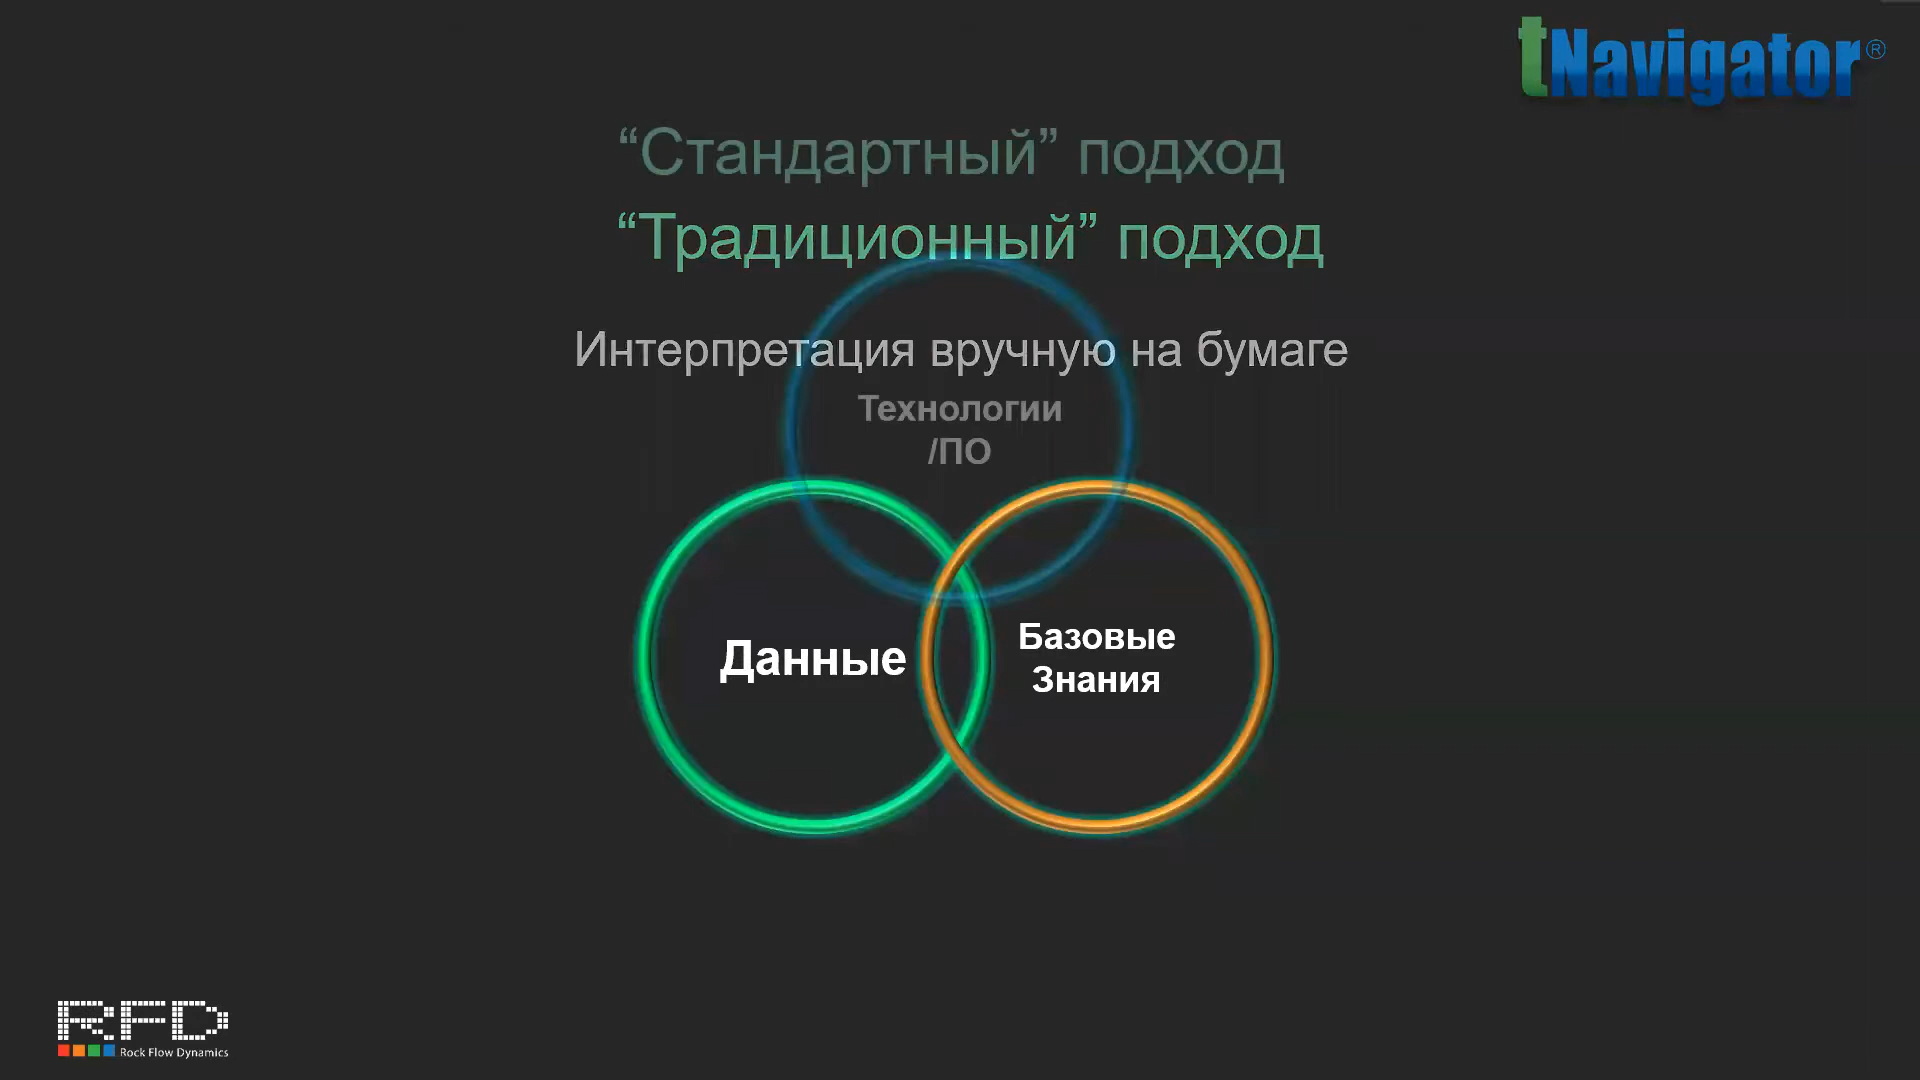 tNavigator®
“Стандартный” подход
“Традиционный” подход
Интерпретация вручную на бумаге
Технологии
/ПО
Данные
Базовые
Знания
RFD
Rock Flow Dynamics